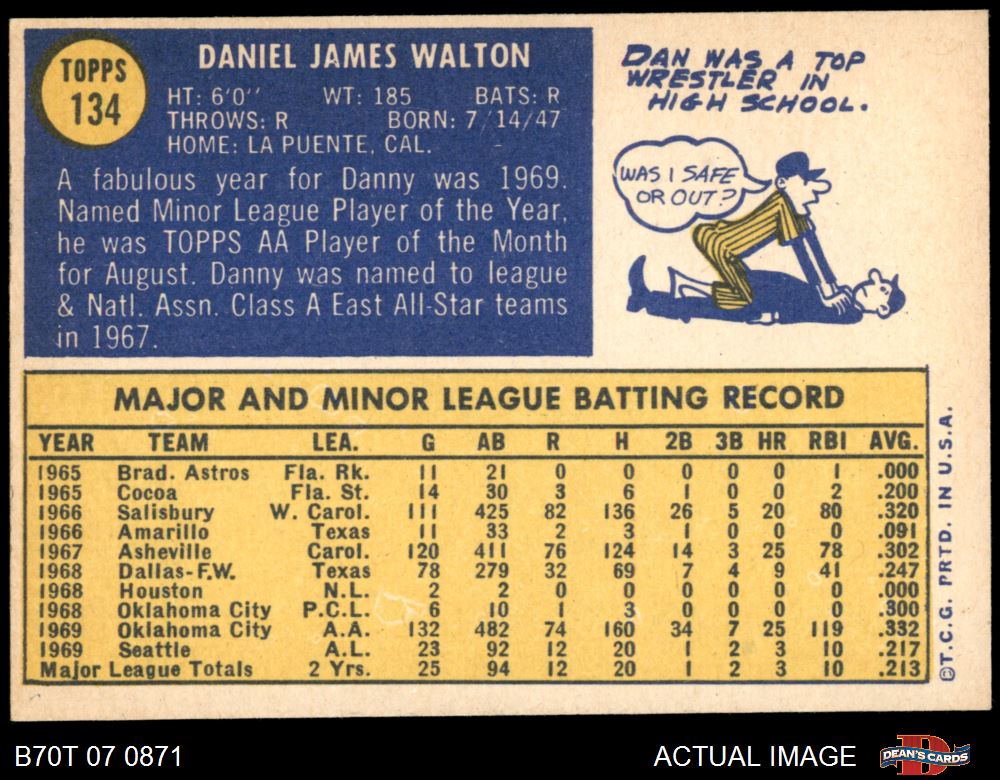 TOPPS
134
DANIEL JAMES WALTON
HT: 6'0'' WT: 185 BATS: R
THROWS: R BORN: 7/14/47
HOME: LA PUENTE, CAL.
A fabulous year for Danny was 1969.
Named Minor League Player of the Year,
he was TOPPS AA Player of the Month
for August. Danny was named to league
& Natl. Assn. Class A East All-Star teams
in 1967.
DAN WAS A TOP
WRESTLER IN
HIGH SCHOOL.
WAS I SAFE
OR OUT?
MAJOR AND MINOR LEAGUE BATTING RECORD
YEAR TEAM LEA. G AB R H 2B 3B HR RBI AVG.
1965 Brad. Astros Fla. Rk. 11 21 0 0 0 0 0 1 .000
1965 Cocoa Fla. St. 14 30 3 6 1 0 0 2 .200
1966 Salisbury W. Carol. 111 425 82 136 26 5 20 80 .320
1966 Amarillo Texas 11 33 2 3 1 0 0 0 .091
1967 Asheville Carol. 120 411 76 124 14 3 25 78 .302
1968 Dallas-F.W. Texas 78 279 32 69 7 4 9 41 .247
1968 Houston N.L. 2 2 0 0 0 0 0 0 .000
1968 Oklahoma City P.C.L. 6 10 1 3 0 0 0 0 .300
1969 Oklahoma City A.A. 132 482 74 160 34 7 25 119 .332
1969 Seattle A.L. 23 92 12 20 1 2 3 10 .217
Major League Totals 2 Yrs. 25 94 12 20 1 2 3 10 .213
©T.C.G. PRTD. IN U.S.A.
B70T 07 0871
ACTUAL IMAGE
DEAN'S CARDS